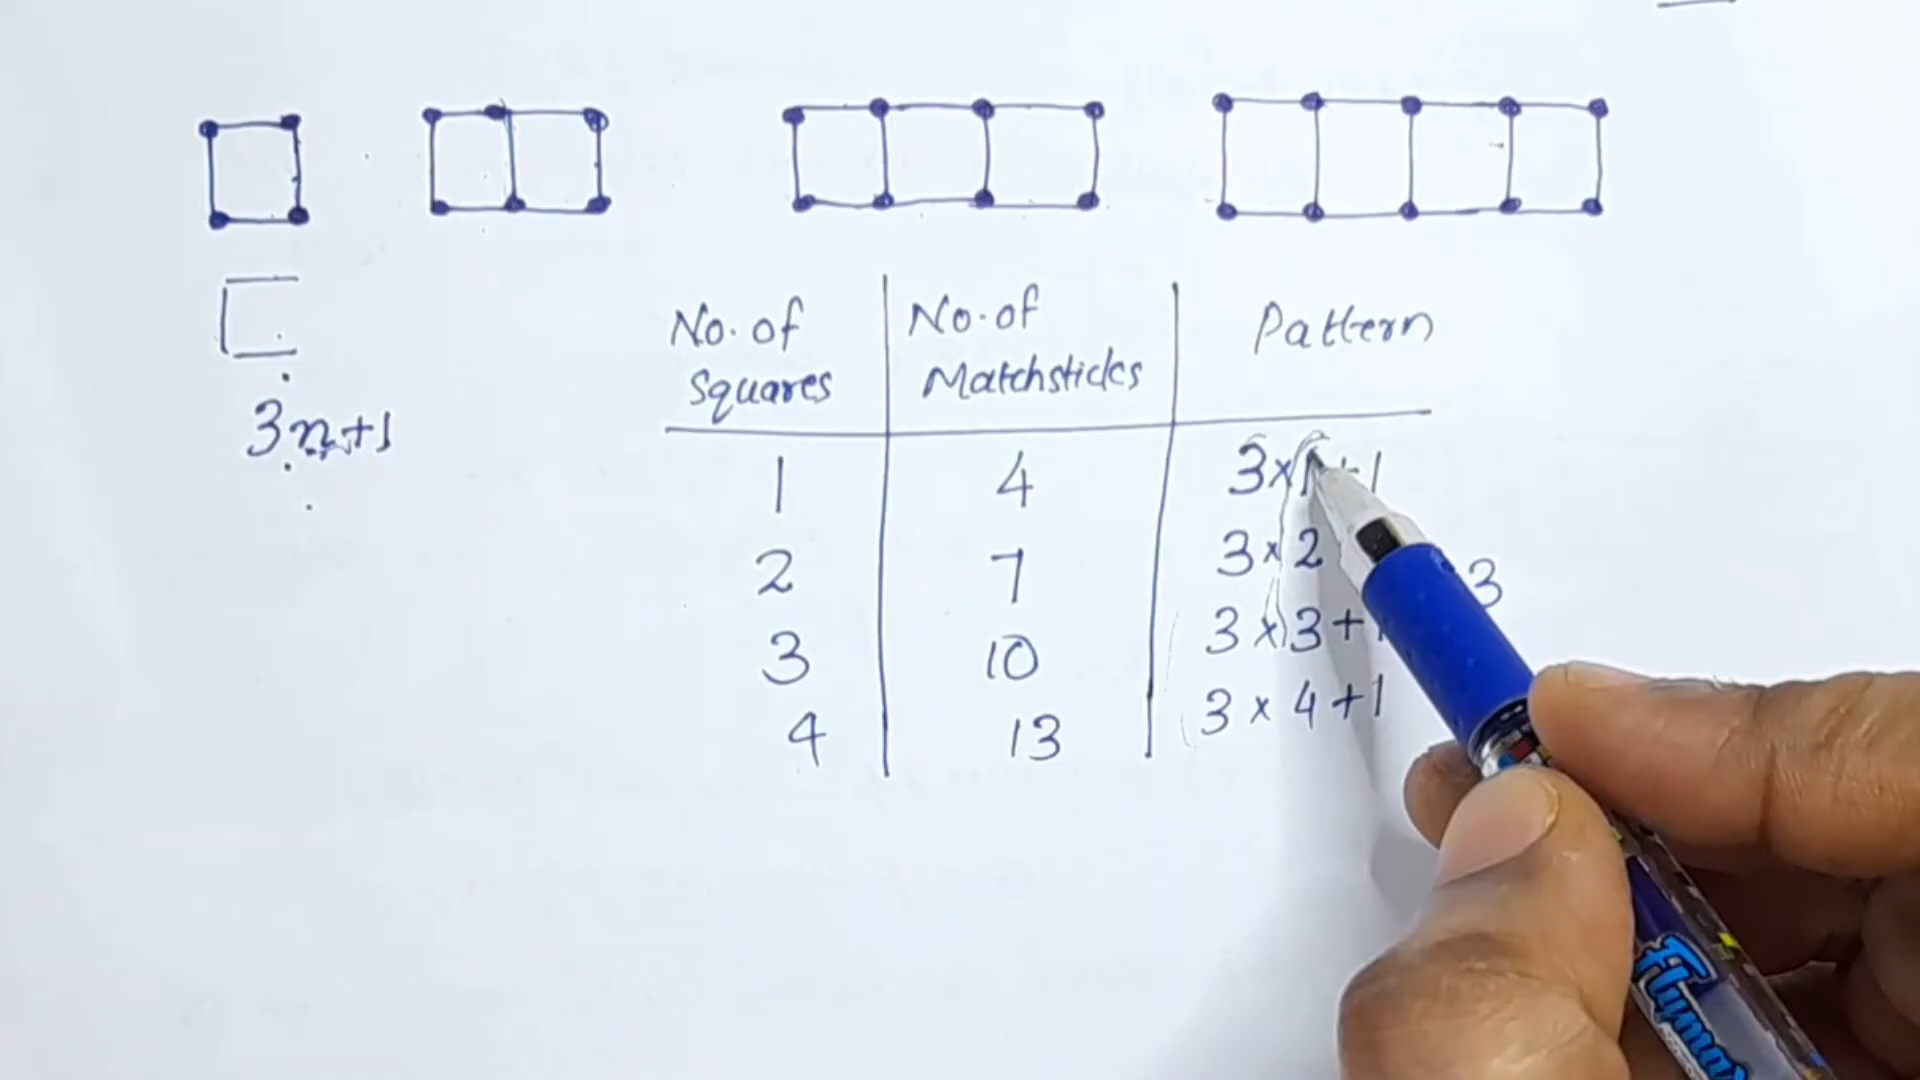 No. of Squares | No. of Matchsticks | Pattern
3n+1
1 | 4 | 3×1+1
2 | 7 | 3×2
3
3 | 10 | 3×3+1
4 | 13 | 3×4+1